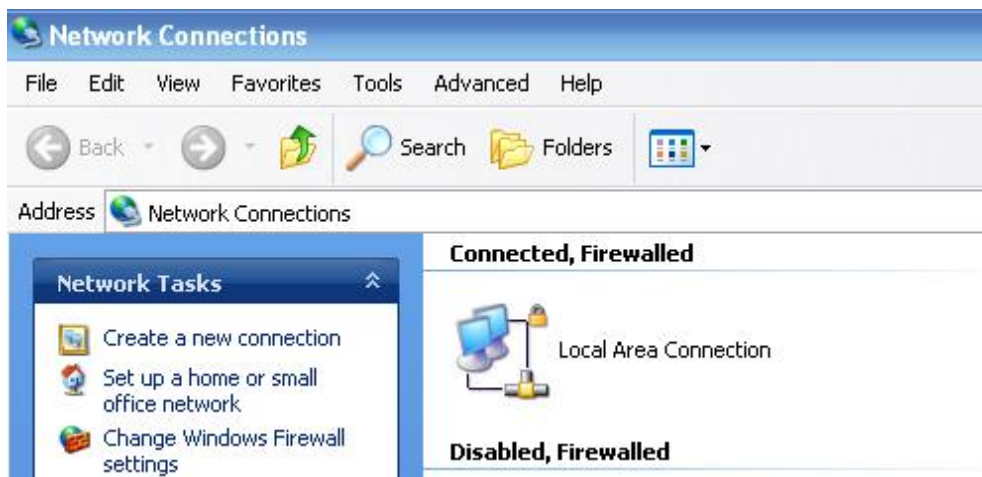 Network Connections
File Edit View Favorites Tools Advanced Help
Back Search Folders
Address Network Connections
Network Tasks
Create a new connection
Set up a home or small
office network
Change Windows Firewall
settings
Connected, Firewalled
Local Area Connection
Disabled, Firewalled